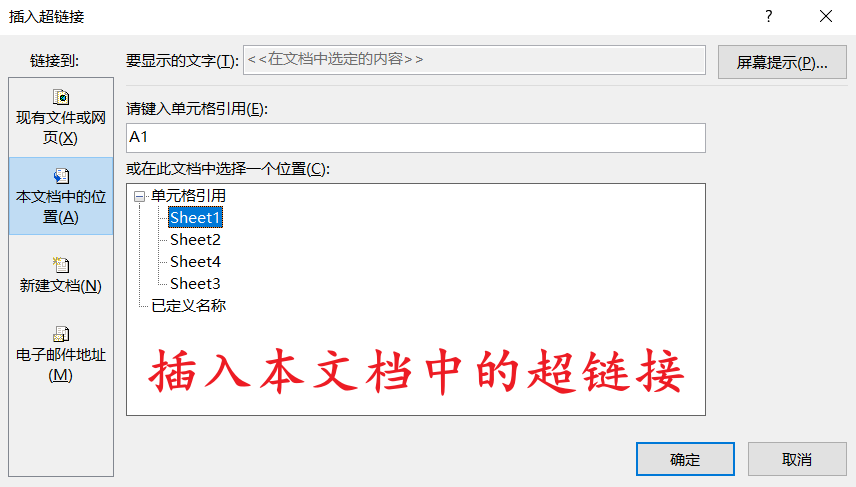 插入超链接
?
链接到:
要显示的文字(T):
<<在文档中选定的内容>>
屏幕提示(P)...
现有文件或网
页(X)
本文档中的位
置(A)
新建文档(N)
电子邮件地址
(M)
请键入单元格引用(E):
A1
或在此文档中选择一个位置(C):
单元格引用
Sheet1
Sheet2
Sheet4
Sheet3
已定义名称
插入本文档中的超链接
确定
取消